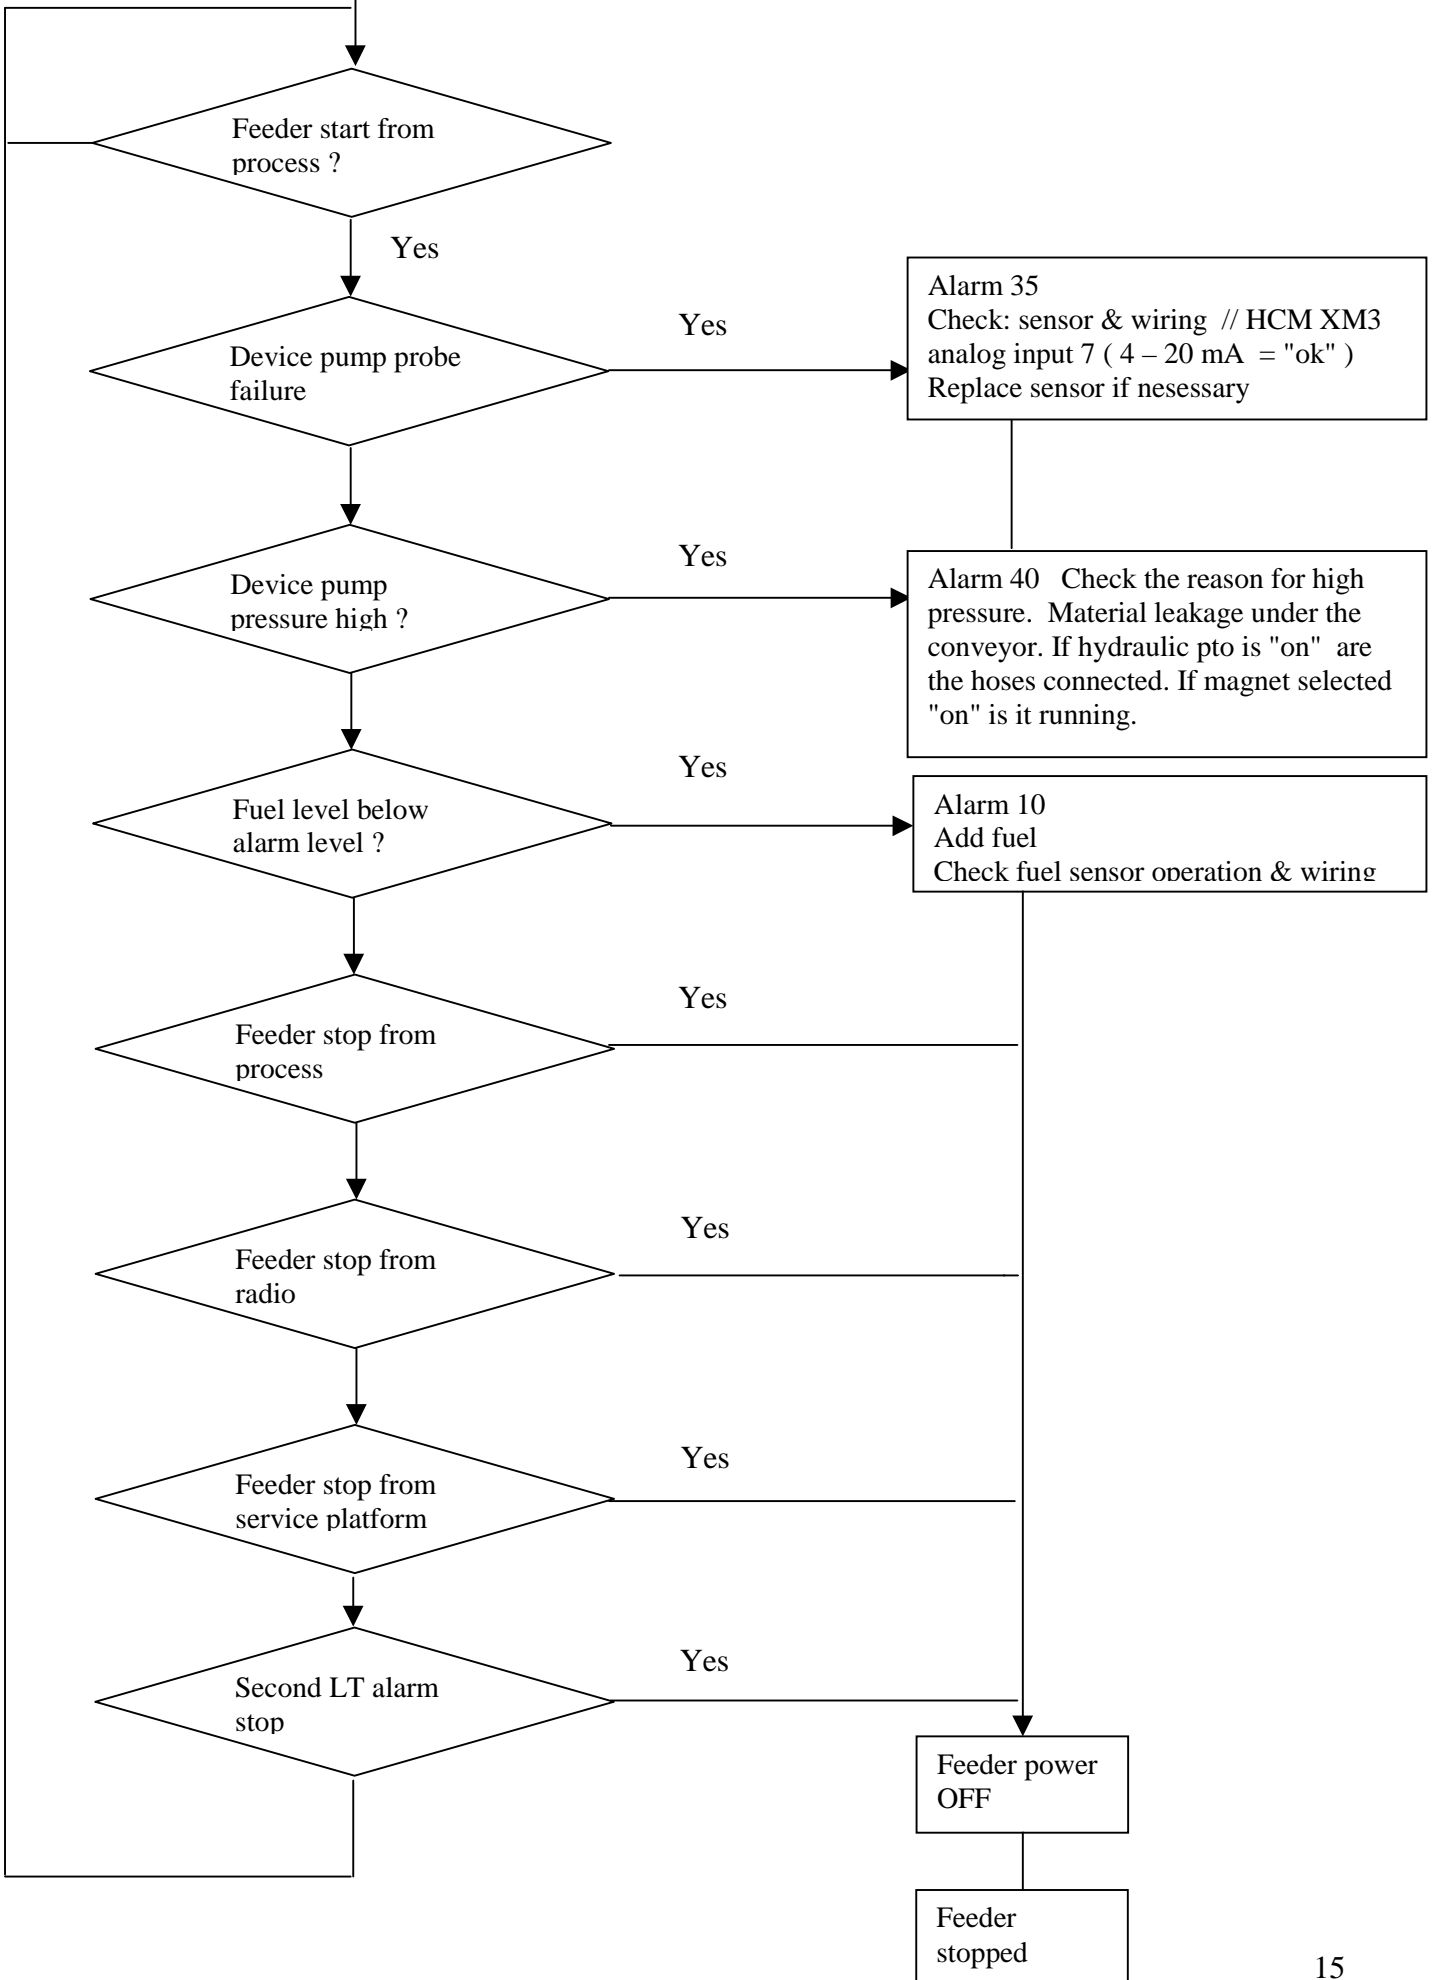 Feeder start from
process ?
Yes
Device pump probe
failure
Yes
Alarm 35
Check: sensor & wiring // HCM XM3
analog input 7 ( 4 – 20 mA = "ok" )
Replace sensor if nesessary
Device pump
pressure high ?
Yes
Alarm 40 Check the reason for high
pressure. Material leakage under the
conveyor. If hydraulic pto is "on" are
the hoses connected. If magnet selected
"on" is it running.
Fuel level below
alarm level ?
Yes
Alarm 10
Add fuel
Check fuel sensor operation & wiring
Feeder stop from
process
Yes
Feeder stop from
radio
Yes
Feeder stop from
service platform
Yes
Second LT alarm
stop
Yes
Feeder power
OFF
Feeder
stopped
15